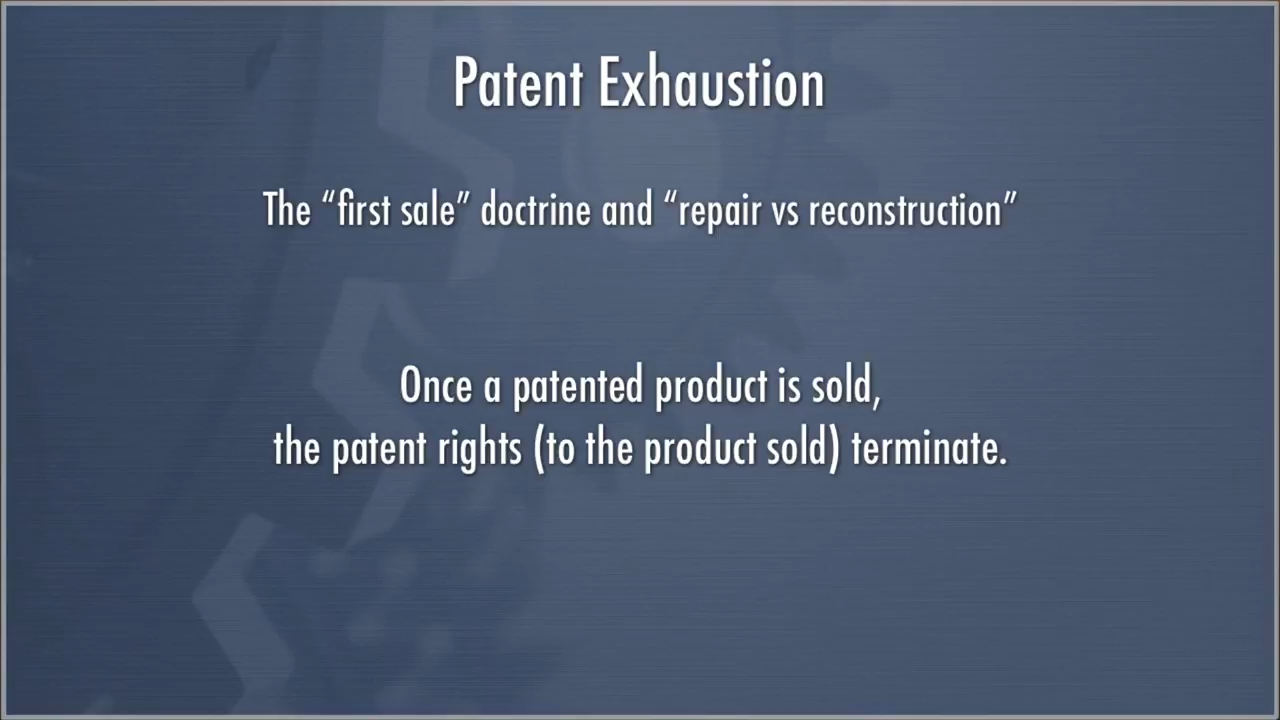 Patent Exhaustion
The “first sale” doctrine and “repair vs reconstruction”
Once a patented product is sold,
the patent rights (to the product sold) terminate.